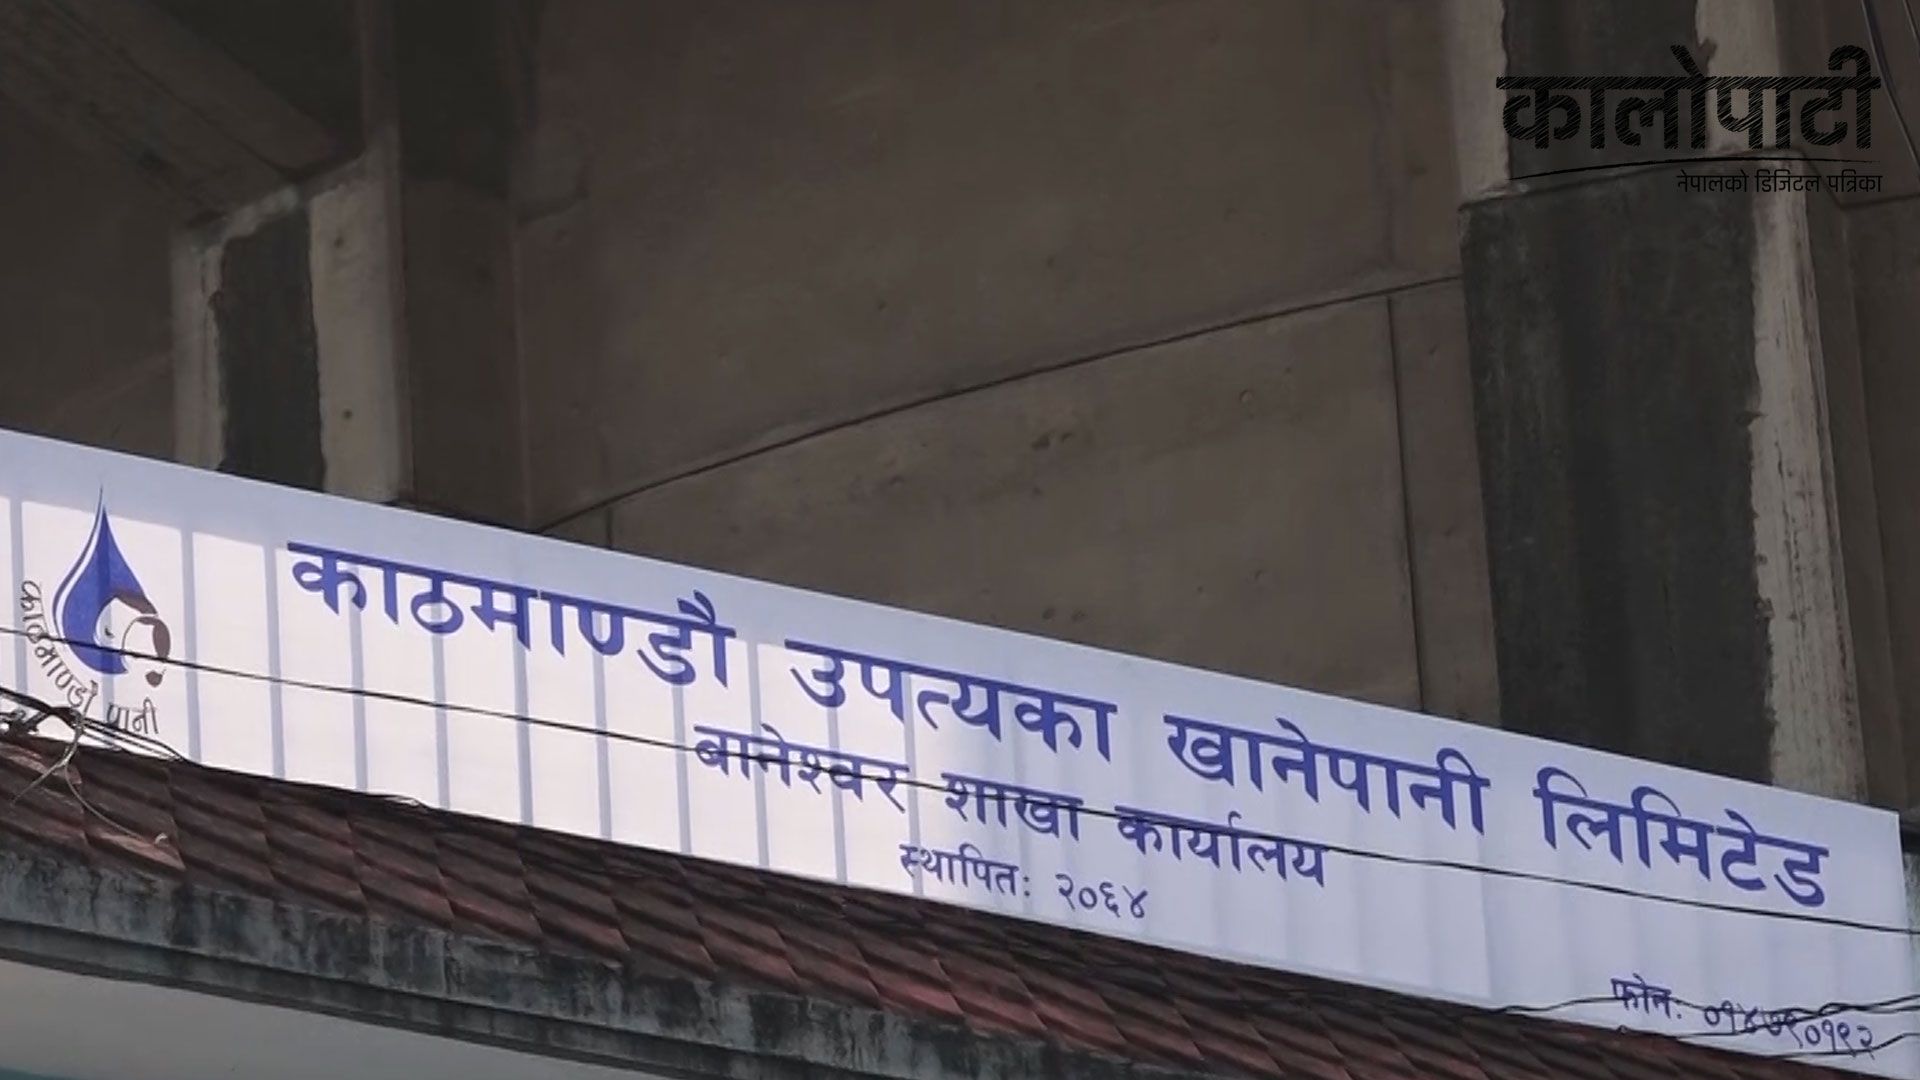 कालोपाटी
नेपालको डिजिटल पत्रिका
काठमाण्डौ पानी
काठमाण्डौ उपत्यका खानेपानी लिमिटेड
बानेश्वर शाखा कार्यालय
स्थापितः २०६४
फोनः